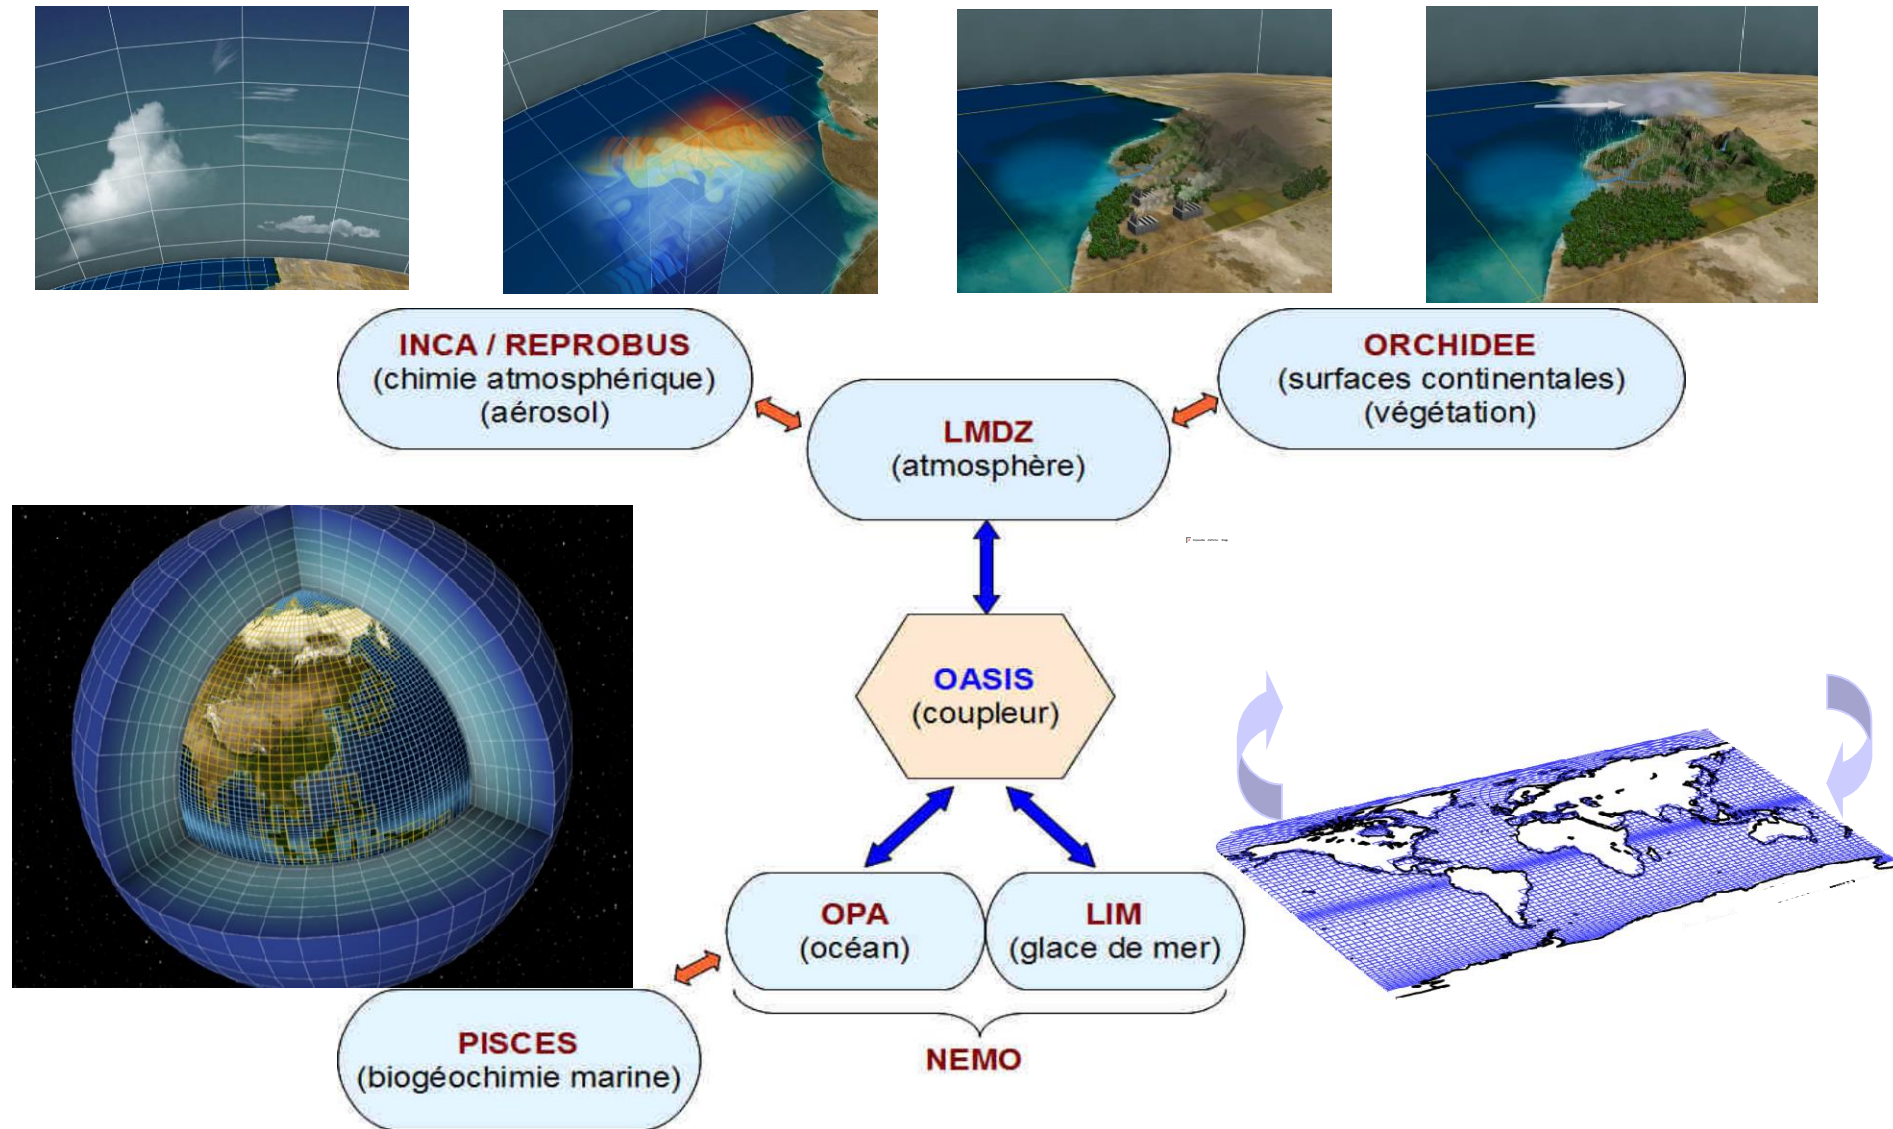 INCA / REPROBUS
(chimie atmosphérique)
(aérosol)
ORCHIDEE
(surfaces continentales)
(végétation)
LMDZ
(atmosphère)
OASIS
(coupleur)
OPA
(océan)
LIM
(glace de mer)
PISCES
(biogéochimie marine)
NEMO